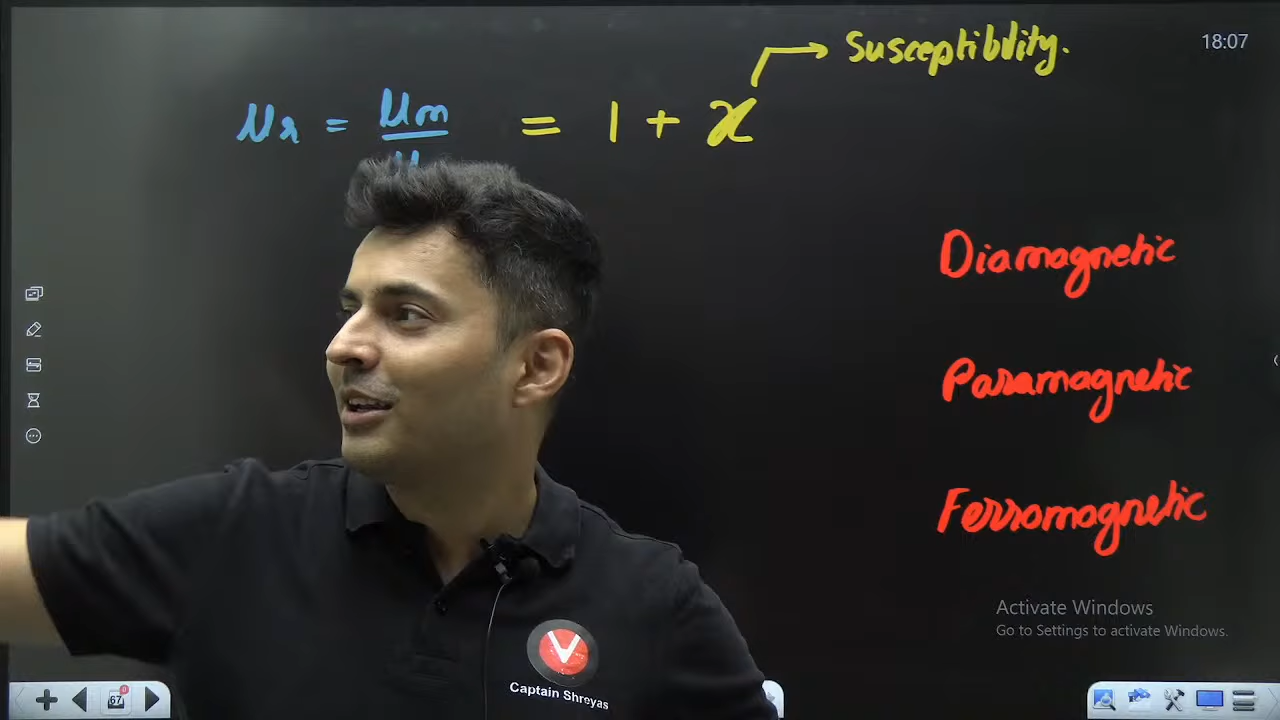 Susceptiblity.
18:07
μr = μm/μ = 1 + χ
Diamagnetic
Paramagnetic
Ferromagnetic
Activate Windows
Go to Settings to activate Windows.
V
Captain Shreyas
67